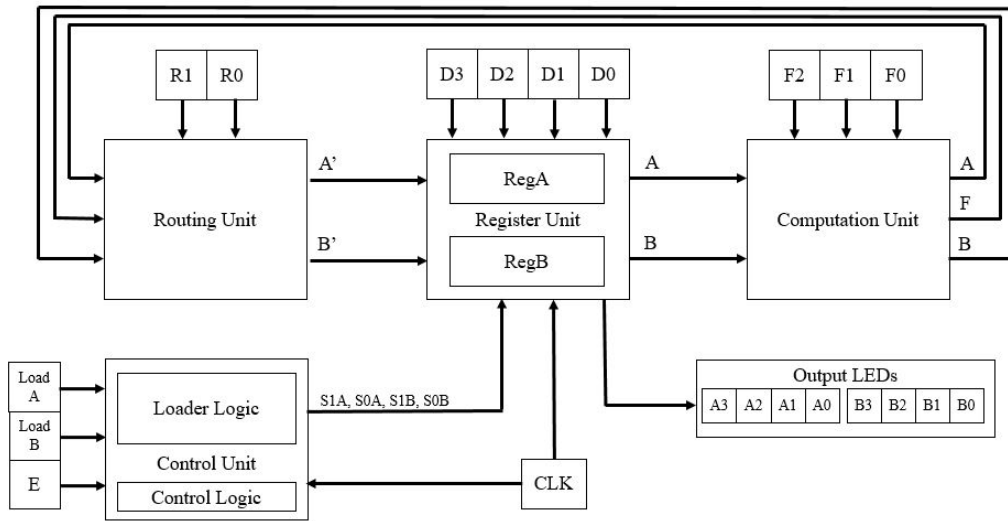 R1 R0
D3 D2 D1 D0
F2 F1 F0
A'
RegA
A
A
Routing Unit
Register Unit
Computation Unit
F
B'
RegB
B
B
Load A
Load B
E
Loader Logic
Control Unit
Control Logic
S1A, S0A, S1B, S0B
CLK
Output LEDs
A3 A2 A1 A0 B3 B2 B1 B0